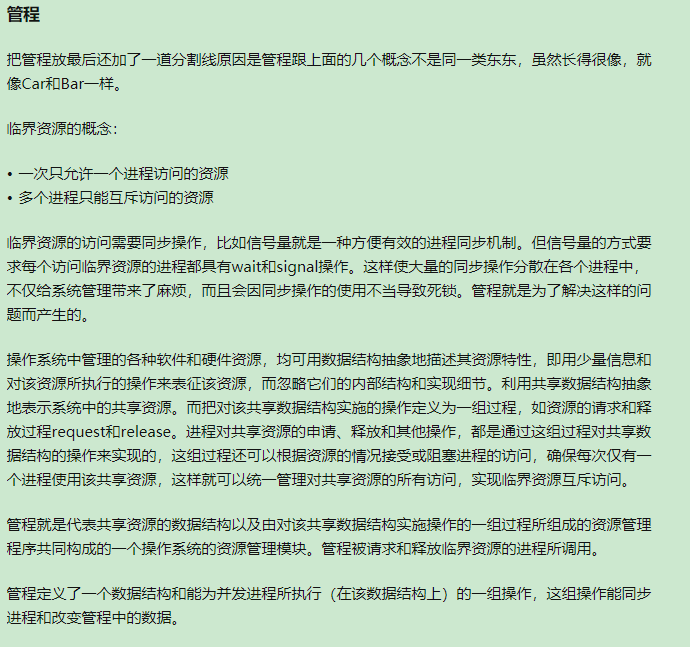 管程
把管程放最后还加了一道分割线原因是管程跟上面的几个概念不是同一类东东，虽然长得很像，就
像Car和Bar一样。
临界资源的概念：
• 一次只允许一个进程访问的资源
• 多个进程只能互斥访问的资源
临界资源的访问需要同步操作，比如信号量就是一种方便有效的进程同步机制。但信号量的方式要
求每个访问临界资源的进程都具有wait和signal操作。这样使大量的同步操作分散在各个进程中，
不仅给系统管理带来了麻烦，而且会因同步操作的使用不当导致死锁。管程就是为了解决这样的问
题而产生的。
操作系统中管理的各种软件和硬件资源，均可用数据结构抽象地描述其资源特性，即用少量信息和
对该资源所执行的操作来表征该资源，而忽略它们的内部结构和实现细节。利用共享数据结构抽象
地表示系统中的共享资源。而把对该共享数据结构实施的操作定义为一组过程，如资源的请求和释
放过程request和release。进程对共享资源的申请、释放和其他操作，都是通过这组过程对共享数
据结构的操作来实现的，这组过程还可以根据资源的情况接受或阻塞进程的访问，确保每次仅有一
个进程使用该共享资源，这样就可以统一管理对共享资源的所有访问，实现临界资源互斥访问。
管程就是代表共享资源的数据结构以及由对该共享数据结构实施操作的一组过程所组成的资源管理
程序共同构成的一个操作系统的资源管理模块。管程被请求和释放临界资源的进程所调用。
管程定义了一个数据结构和能为并发进程所执行（在该数据结构上）的一组操作，这组操作能同步
进程和改变管程中的数据。